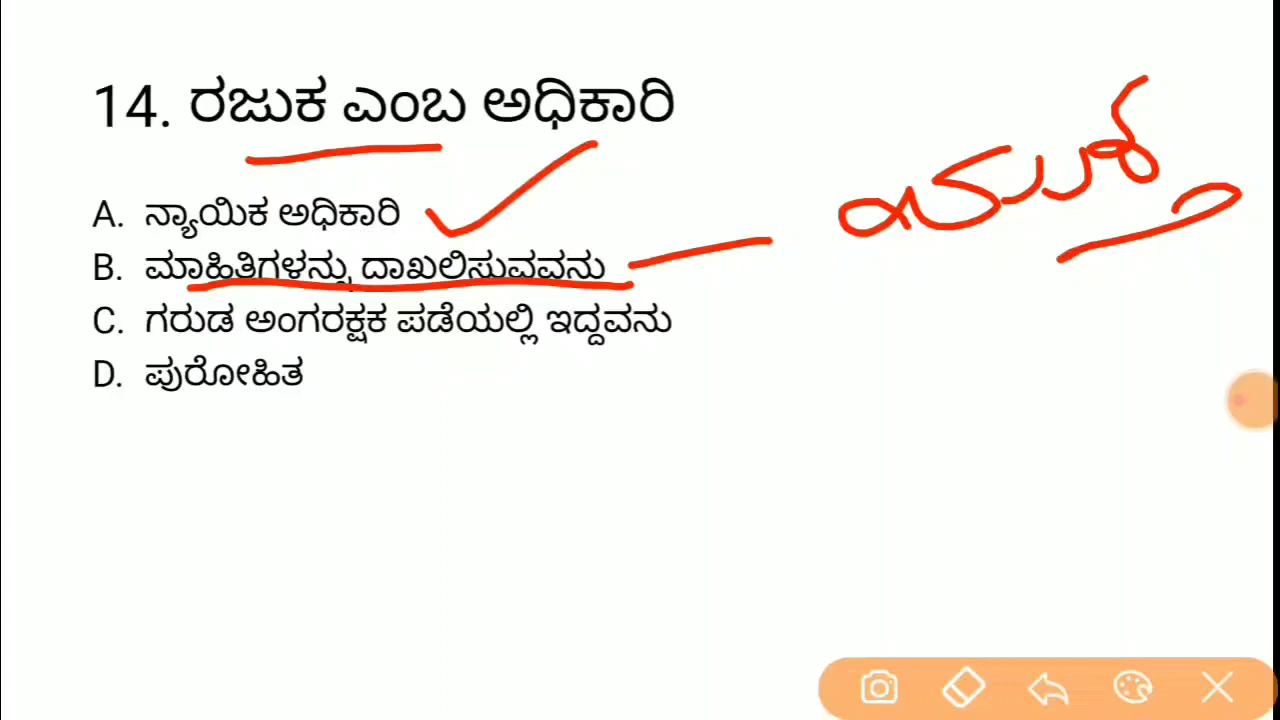 14. ರಜುಕ ಎಂಬ ಅಧಿಕಾರಿ
A. ನ್ಯಾಯಿಕ ಅಧಿಕಾರಿ
B. ಮಾಹಿತಿಗಳನ್ನು ದಾಖಲಿಸುವವನು
C. ಗರುಡ ಅಂಗರಕ್ಷಕ ಪಡೆಯಲ್ಲಿ ಇದ್ದವನು
D. ಪುರೋಹಿತ